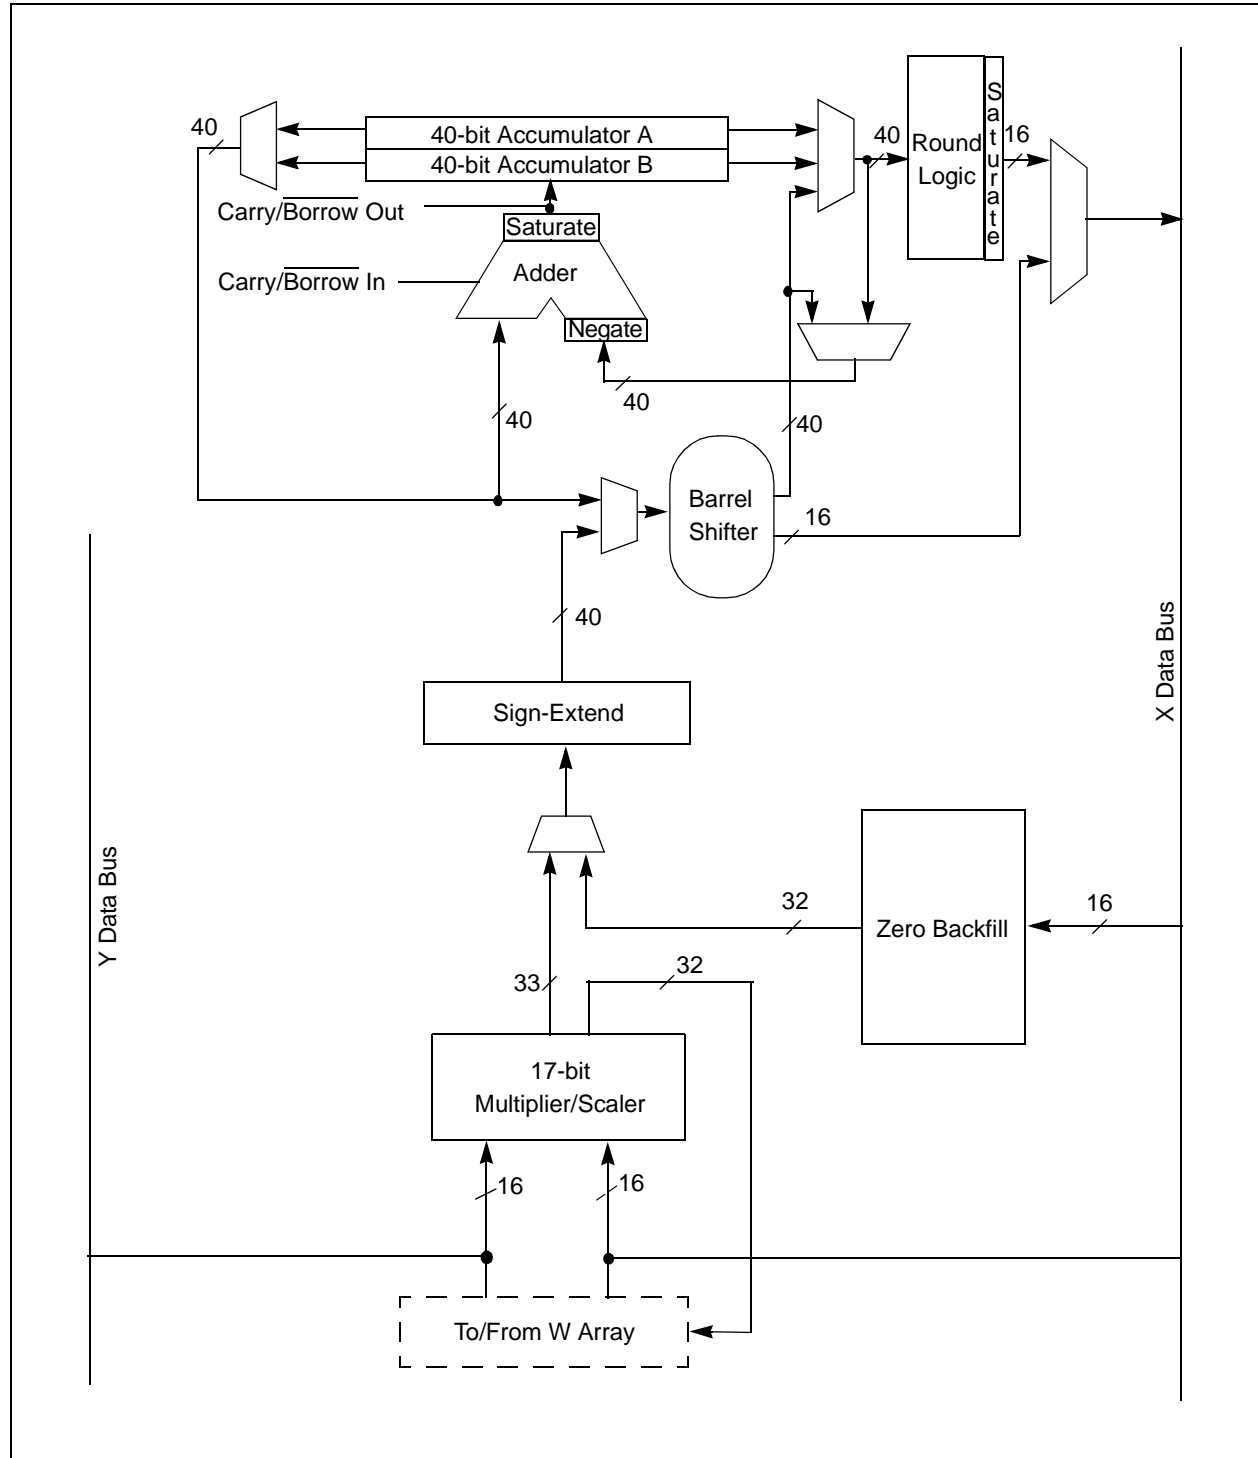 40
40-bit Accumulator A
40-bit Accumulator B
40
Round
Logic
Saturate
16
Carry/Borrow Out
Saturate
Carry/Borrow In
Adder
Negate
40
40
40
Barrel
Shifter
16
40
Sign-Extend
X Data Bus
Y Data Bus
32
Zero Backfill
16
33
32
17-bit
Multiplier/Scaler
16
16
To/From W Array